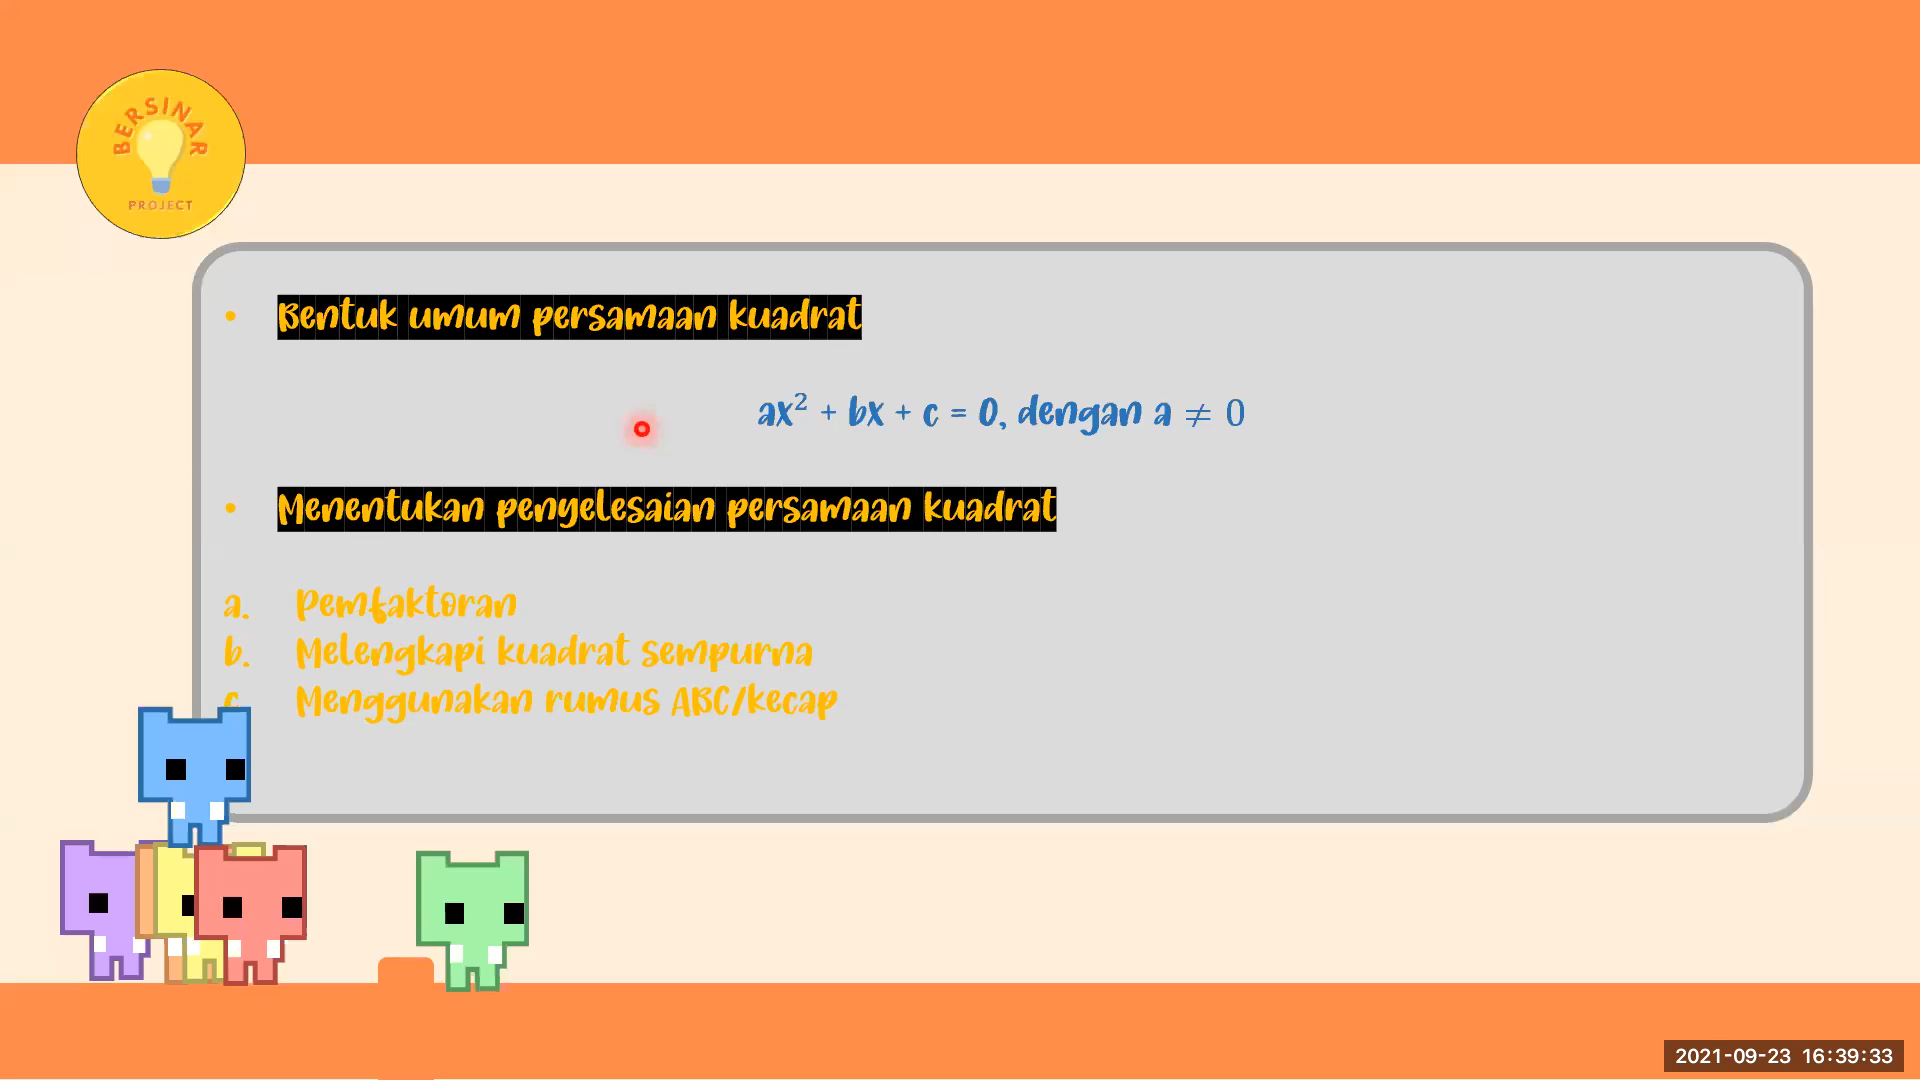 BERSINAR
PROJECT
• Bentuk umum persamaan kuadrat
ax² + bx + c = 0, dengan a ≠ 0
• Menentukan penyelesaian persamaan kuadrat
a. Pemfaktoran
b. Melengkapi kuadrat sempurna
c. Menggunakan rumus ABC/kecap
2021-09-23 16:39:33